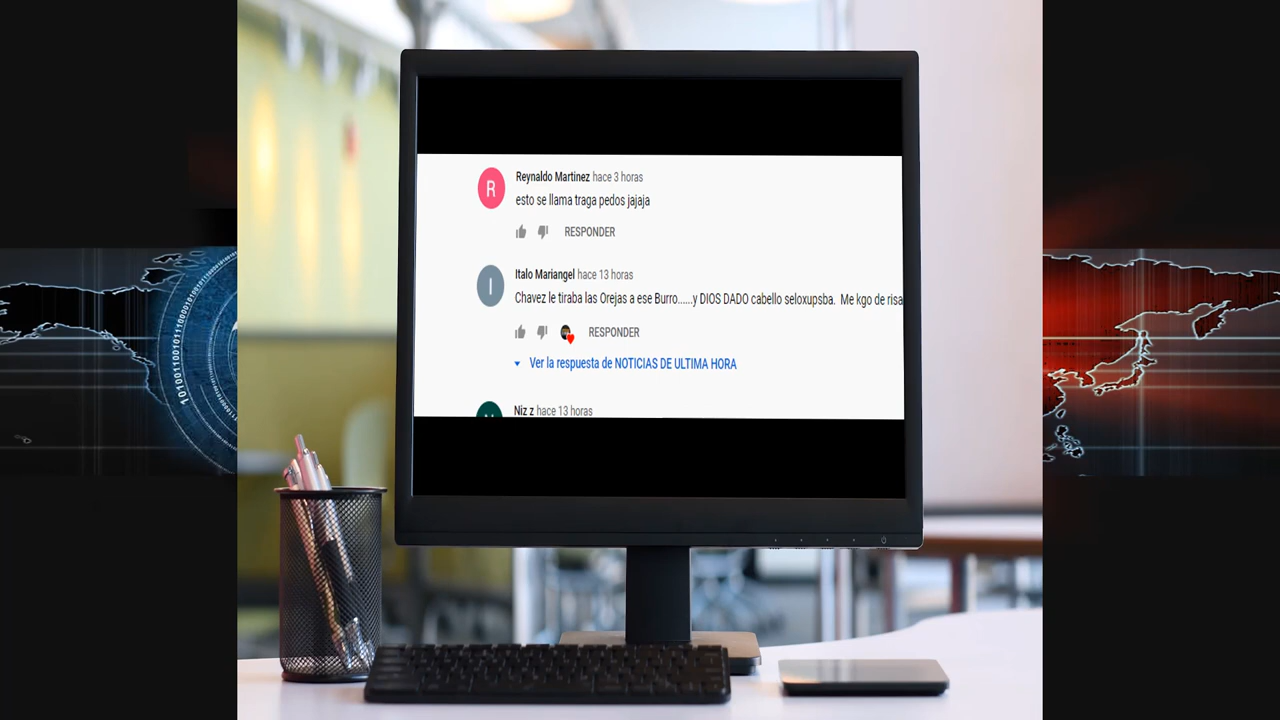 Reynaldo Martinez hace 3 horas
esto se llama traga pedos jajaja
RESPONDER
Italo Mariangel hace 13 horas
Chavez le tiraba las Orejas a ese Burro......y DIOS DADO cabello seloxupsba. Me kgo de risa
RESPONDER
Ver la respuesta de NOTICIAS DE ULTIMA HORA
Niz z hace 13 horas